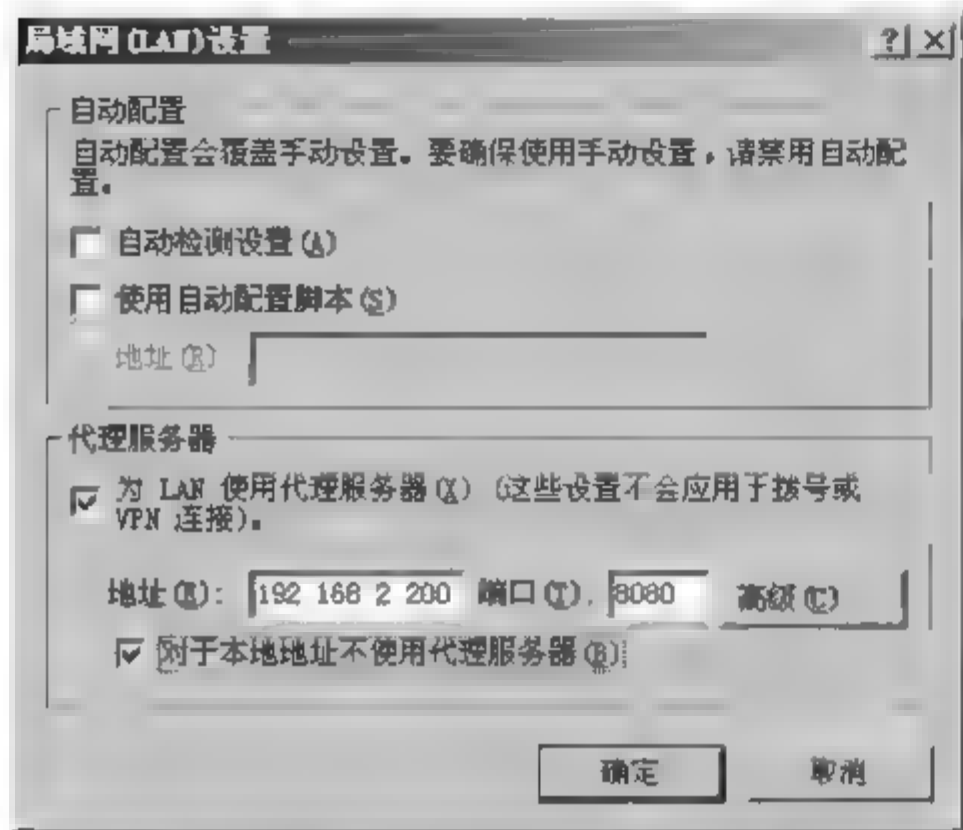 局域网(LAN)设置
自动配置
自动配置会覆盖手动设置。要确保使用手动设置，请禁用自动配
置。
自动检测设置(A)
使用自动配置脚本(S)
地址(R)
代理服务器
为 LAN 使用代理服务器(X) (这些设置不会应用于拨号或
VPN 连接)。
地址(E): 192 168 2 200 端口(T). 8080 高级(C)
对于本地地址不使用代理服务器(B)
确定 取消